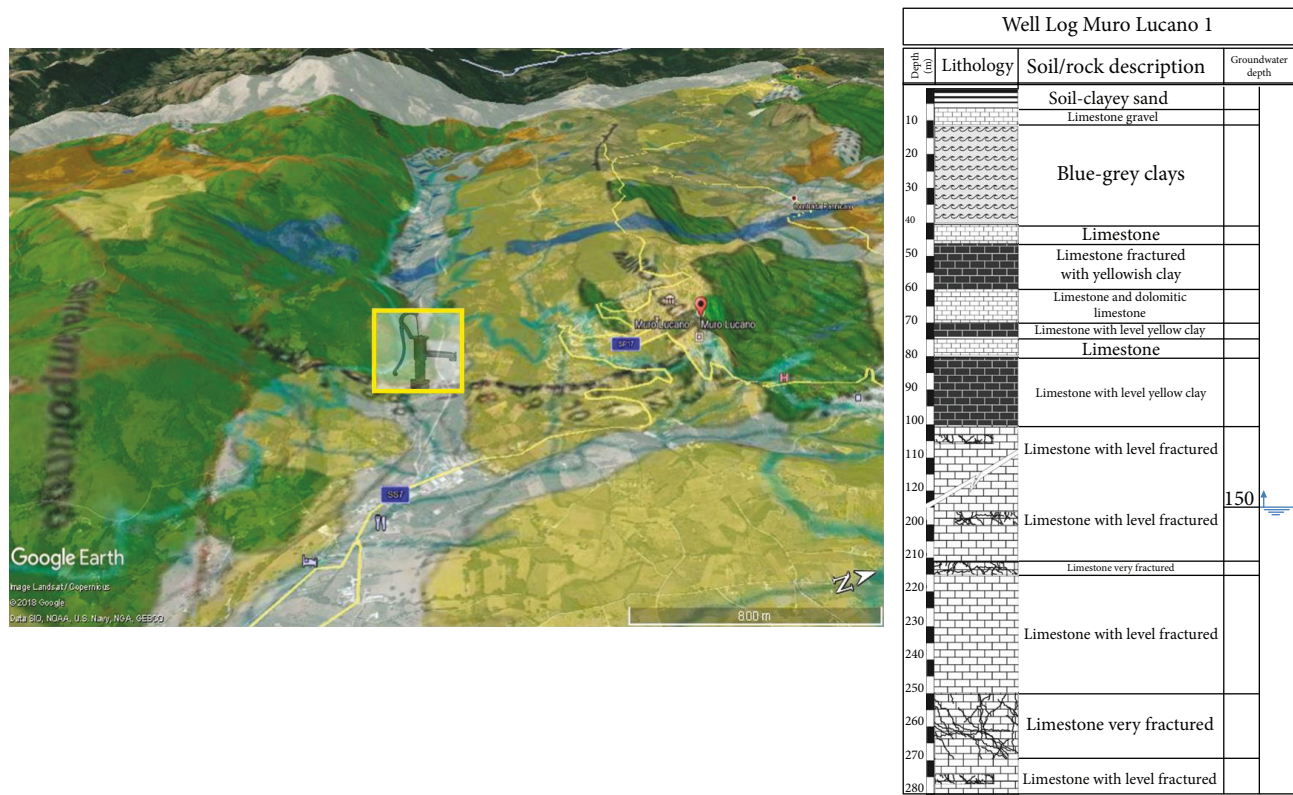 Well Log Muro Lucano 1
Depth (m)
Lithology
Soil/rock description
Groundwater
depth
Soil-clayey sand
10
Limestone gravel
20
Blue-grey clays
30
40
Limestone
50
Limestone fractured
with yellowish clay
60
Limestone and dolomitic
limestone
70
Limestone with level yellow clay
Limestone
80
90
Limestone with level yellow clay
100
Limestone with level fractured
110
120
150
200
Limestone with level fractured
210
Limestone very fractured
220
230
Limestone with level fractured
240
250
260
Limestone very fractured
270
Limestone with level fractured
280
Muro Lucano
Muro Lucano
SR17
H
SS7
Google Earth
Image Landsat / Copernicus
©2018 Google
Data SIO, NOAA, U.S. Navy, NGA, GEBCO
N
800 m